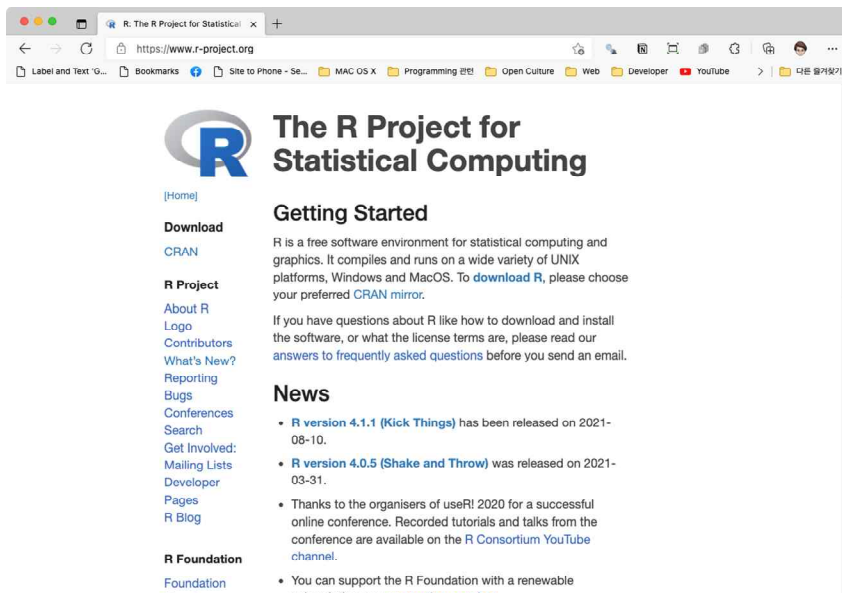 R: The R Project for Statistical
https://www.r-project.org
Label and Text 'G...
Bookmarks
Site to Phone - Se...
MAC OS X
Programming 관련
Open Culture
Web
Developer
YouTube
다른 즐겨찾기
R
The R Project for
Statistical Computing
[Home]
Download
CRAN
R Project
About R
Logo
Contributors
What's New?
Reporting
Bugs
Conferences
Search
Get Involved:
Mailing Lists
Developer
Pages
R Blog
R Foundation
Foundation
Getting Started
R is a free software environment for statistical computing and
graphics. It compiles and runs on a wide variety of UNIX
platforms, Windows and MacOS. To download R, please choose
your preferred CRAN mirror.
If you have questions about R like how to download and install
the software, or what the license terms are, please read our
answers to frequently asked questions before you send an email.
News
• R version 4.1.1 (Kick Things) has been released on 2021-
08-10.
• R version 4.0.5 (Shake and Throw) was released on 2021-
03-31.
• Thanks to the organisers of useR! 2020 for a successful
online conference. Recorded tutorials and talks from the
conference are available on the R Consortium YouTube
channel.
• You can support the R Foundation with a renewable